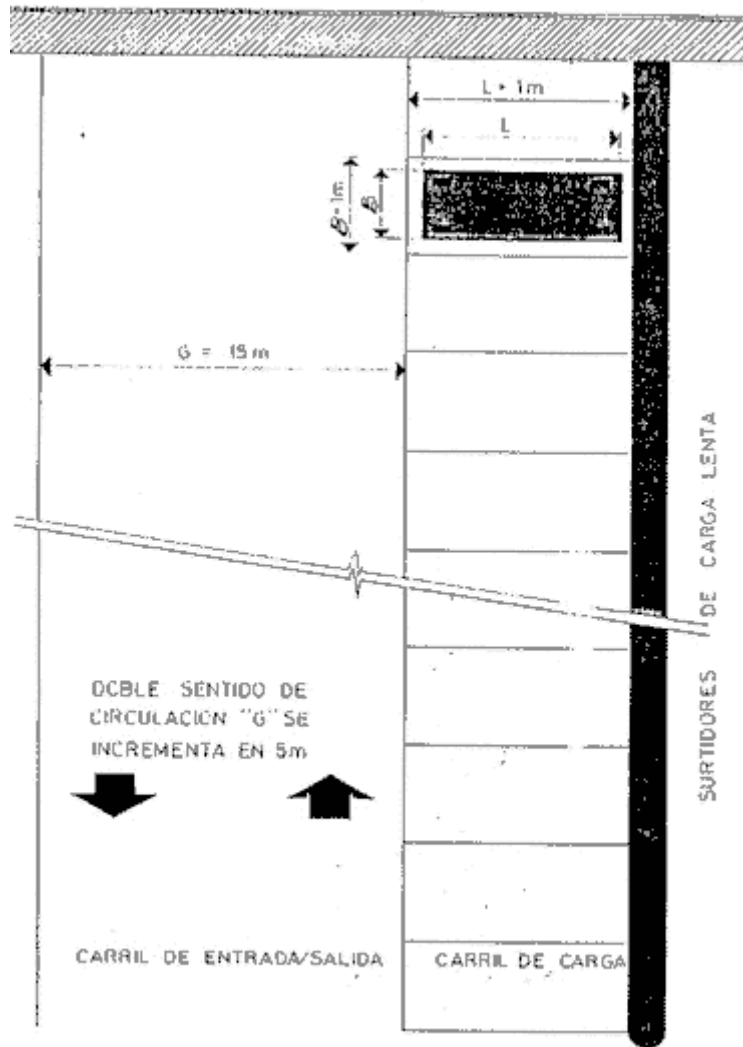 L + 1m
L
B+1m
B
G = 15m
SURTIDORES DE CARGA LENTA
DOBLE SENTIDO DE
CIRCULACION "G" SE
INCREMENTA EN 5m
CARRIL DE ENTRADA/SALIDA
CARRIL DE CARGA